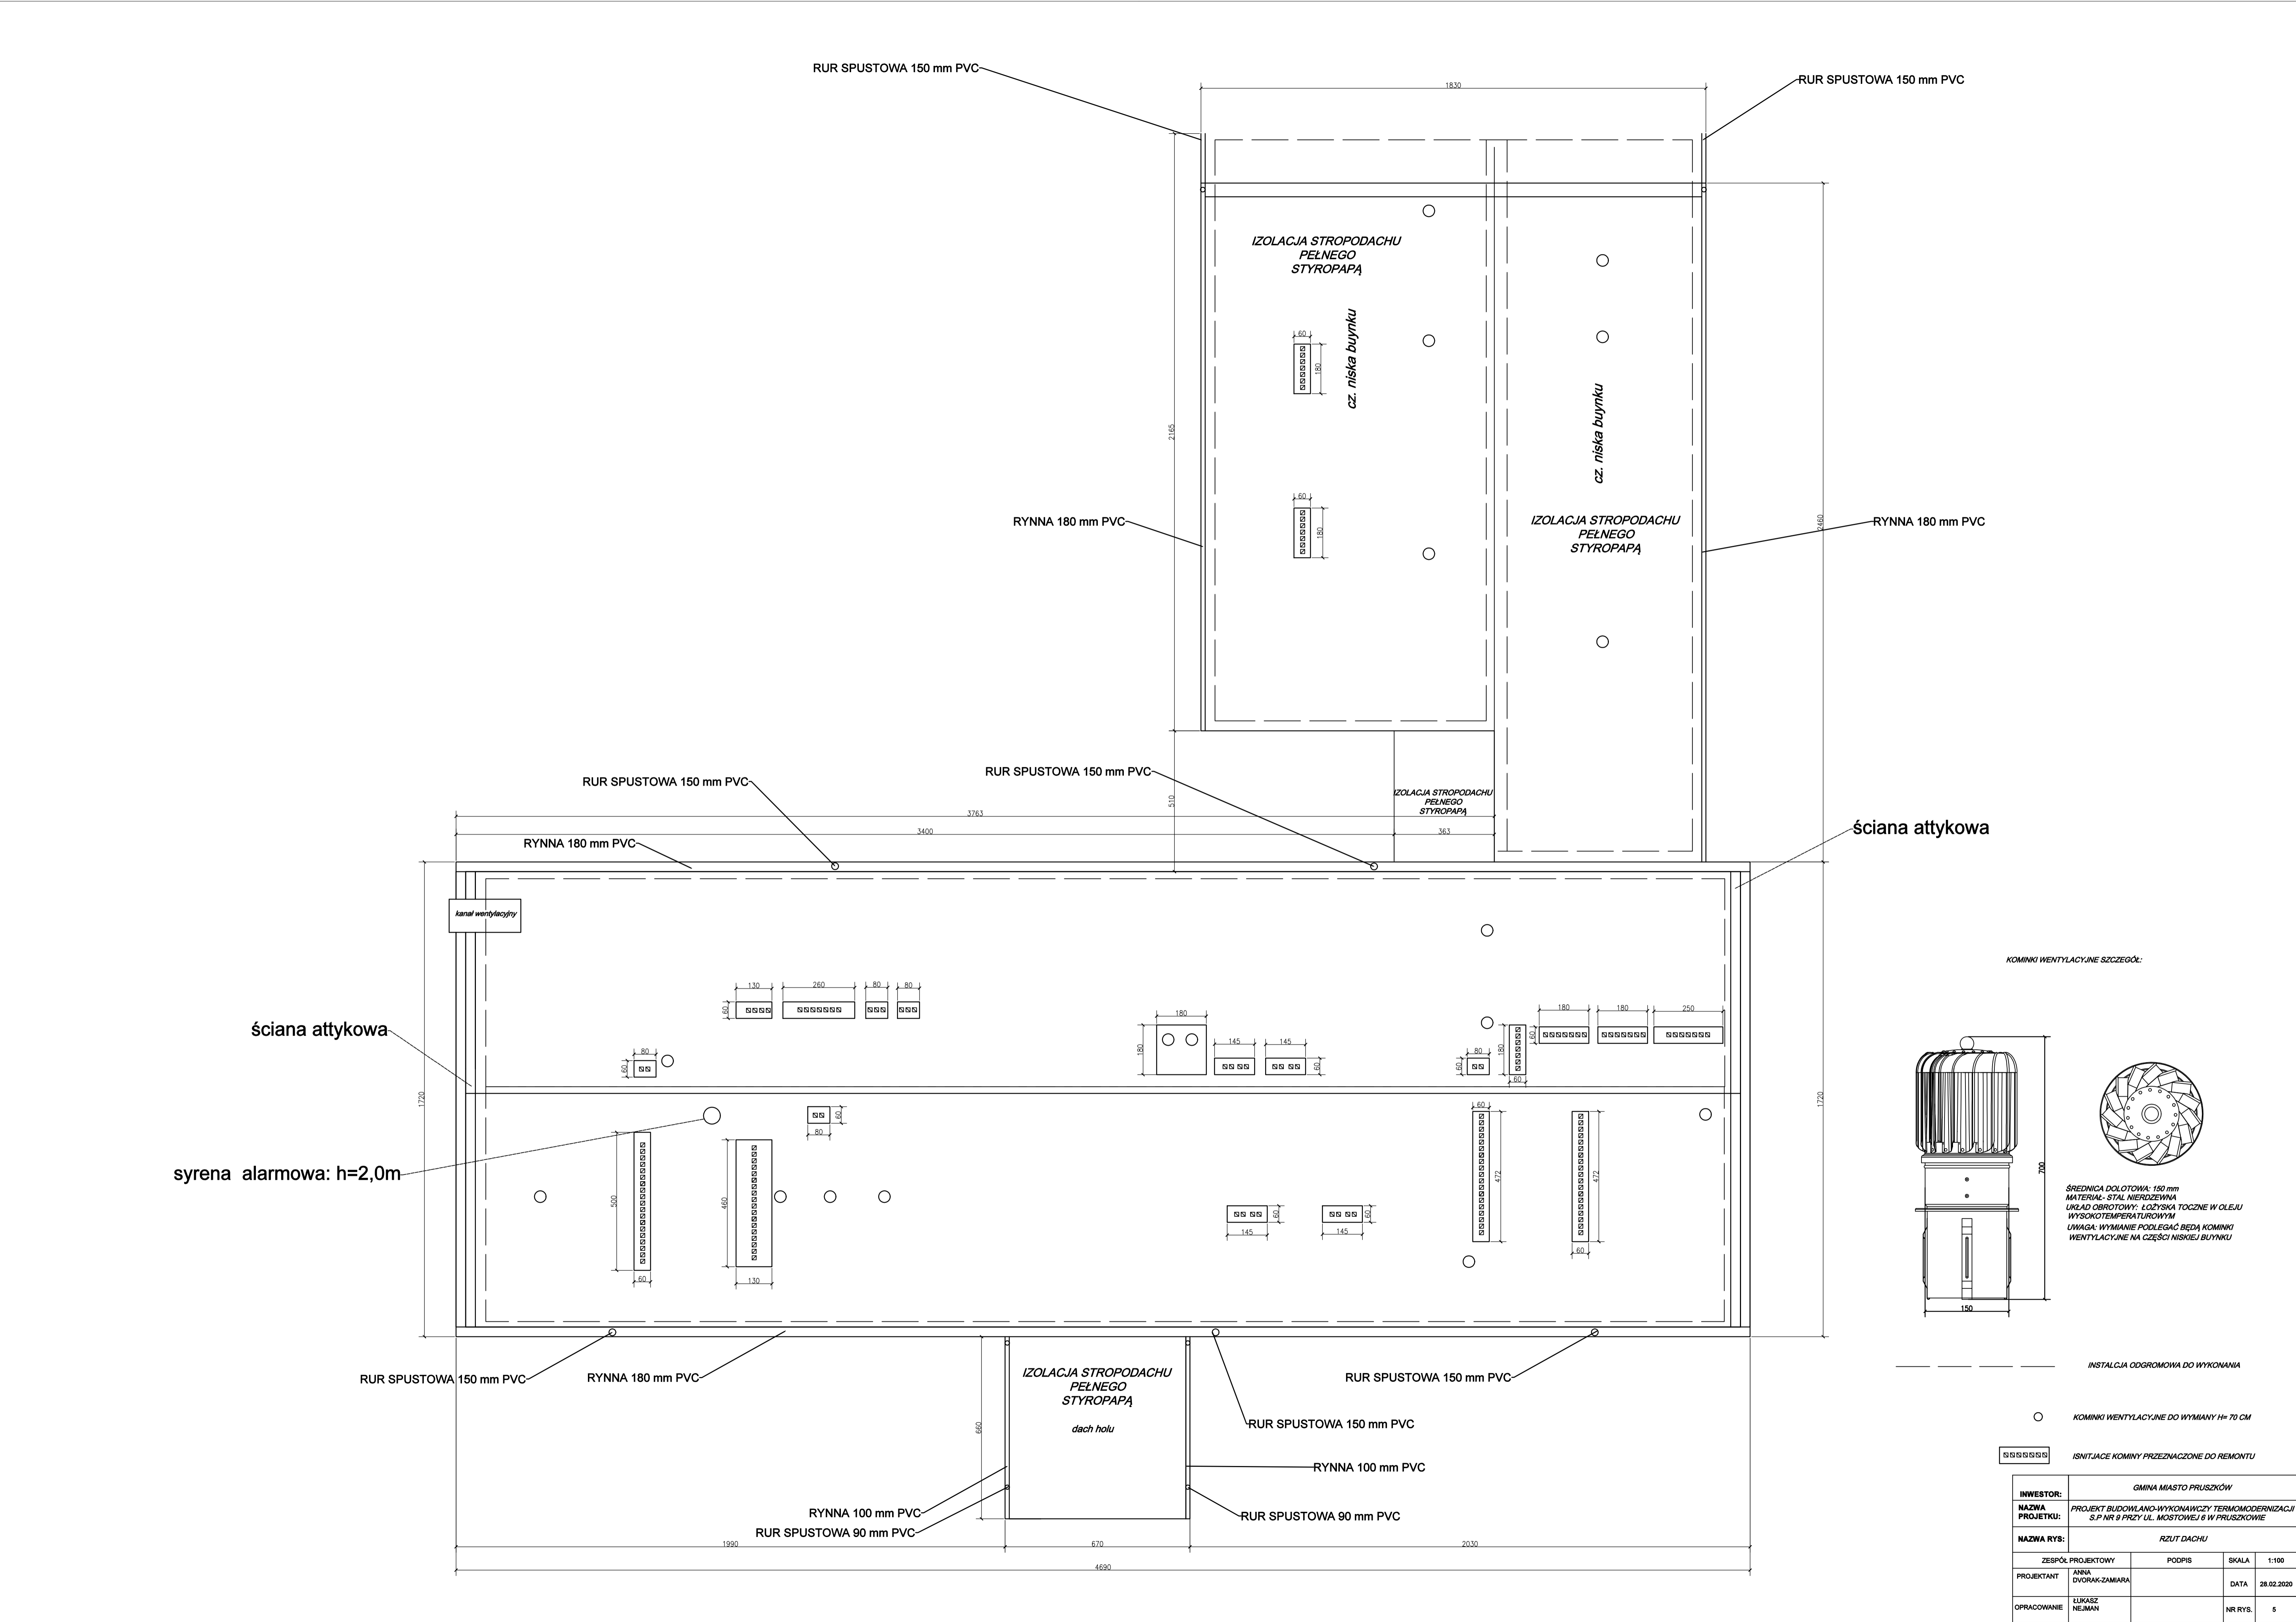 RUR SPUSTOWA 150 mm PVC
RUR SPUSTOWA 150 mm PVC
1830
IZOLACJA STROPODACHU
PEŁNEGO
STYROPAPĄ
cz. niska buynku
60
180
60
180
2165
cz. niska buynku
IZOLACJA STROPODACHU
PEŁNEGO
STYROPAPĄ
2460
RYNNA 180 mm PVC
RYNNA 180 mm PVC
RUR SPUSTOWA 150 mm PVC
RUR SPUSTOWA 150 mm PVC
510
IZOLACJA STROPODACHU
PEŁNEGO
STYROPAPĄ
3763
3400
363
RYNNA 180 mm PVC
ściana attykowa
kanał wentylacyjny
130
260
80
80
60
80
60
180
180
145
145
60
80
60
180
60
60
180
180
250
ściana attykowa
1720
1720
syrena alarmowa: h=2,0m
60
80
500
60
460
130
60
145
60
145
60
472
472
60
RUR SPUSTOWA 150 mm PVC
RYNNA 180 mm PVC
IZOLACJA STROPODACHU
PEŁNEGO
STYROPAPĄ
dach holu
660
RUR SPUSTOWA 150 mm PVC
RUR SPUSTOWA 150 mm PVC
RYNNA 100 mm PVC
RYNNA 100 mm PVC
RUR SPUSTOWA 90 mm PVC
RUR SPUSTOWA 90 mm PVC
1990
670
2030
4690
KOMINKI WENTYLACYJNE SZCZEGÓŁ:
700
150
ŚREDNICA DOLOTOWA: 150 mm
MATERIAŁ- STAL NIERDZEWNA
UKŁAD OBROTOWY: ŁOŻYSKA TOCZNE W OLEJU
WYSOKOTEMPERATUROWYM
UWAGA: WYMIANIE PODLEGAĆ BĘDĄ KOMINKI
WENTYLACYJNE NA CZĘŚCI NISKIEJ BUYNKU
INSTALCJA ODGROMOWA DO WYKONANIA
KOMINKI WENTYLACYJNE DO WYMIANY H= 70 CM
ISNITJACE KOMINY PRZEZNACZONE DO REMONTU
INWESTOR:
GMINA MIASTO PRUSZKÓW
NAZWA
PROJETKU:
PROJEKT BUDOWLANO-WYKONAWCZY TERMOMODERNIZACJI
S.P NR 9 PRZY UL. MOSTOWEJ 6 W PRUSZKOWIE
NAZWA RYS:
RZUT DACHU
ZESPÓŁ PROJEKTOWY
PODPIS
SKALA
1:100
PROJEKTANT
ANNA
DVORAK-ZAMIARA
DATA
28.02.2020
OPRACOWANIE
ŁUKASZ
NEJMAN
NR RYS.
5